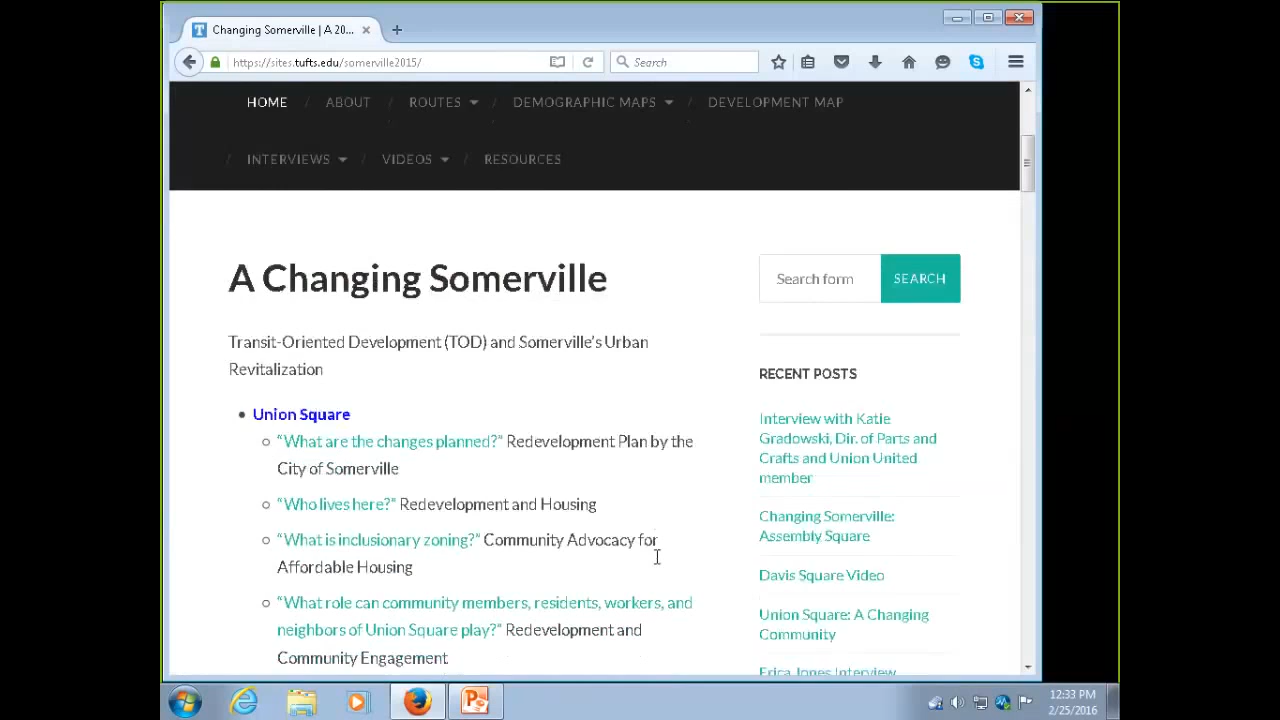 Changing Somerville | A 20...
https://sites.tufts.edu/somerville2015/
Search
HOME / ABOUT / ROUTES / DEMOGRAPHIC MAPS / DEVELOPMENT MAP
/ INTERVIEWS / VIDEOS / RESOURCES
A Changing Somerville
Transit-Oriented Development (TOD) and Somerville's Urban
Revitalization
• Union Square
○ "What are the changes planned?" Redevelopment Plan by the
City of Somerville
○ "Who lives here?" Redevelopment and Housing
○ "What is inclusionary zoning?" Community Advocacy for
Affordable Housing
○ "What role can community members, residents, workers, and
neighbors of Union Square play?" Redevelopment and
Community Engagement
Search form
SEARCH
RECENT POSTS
Interview with Katie
Gradowski, Dir. of Parts and
Crafts and Union United
member
Changing Somerville:
Assembly Square
Davis Square Video
Union Square: A Changing
Community
Erica Jones Interview
12:33 PM
2/25/2016